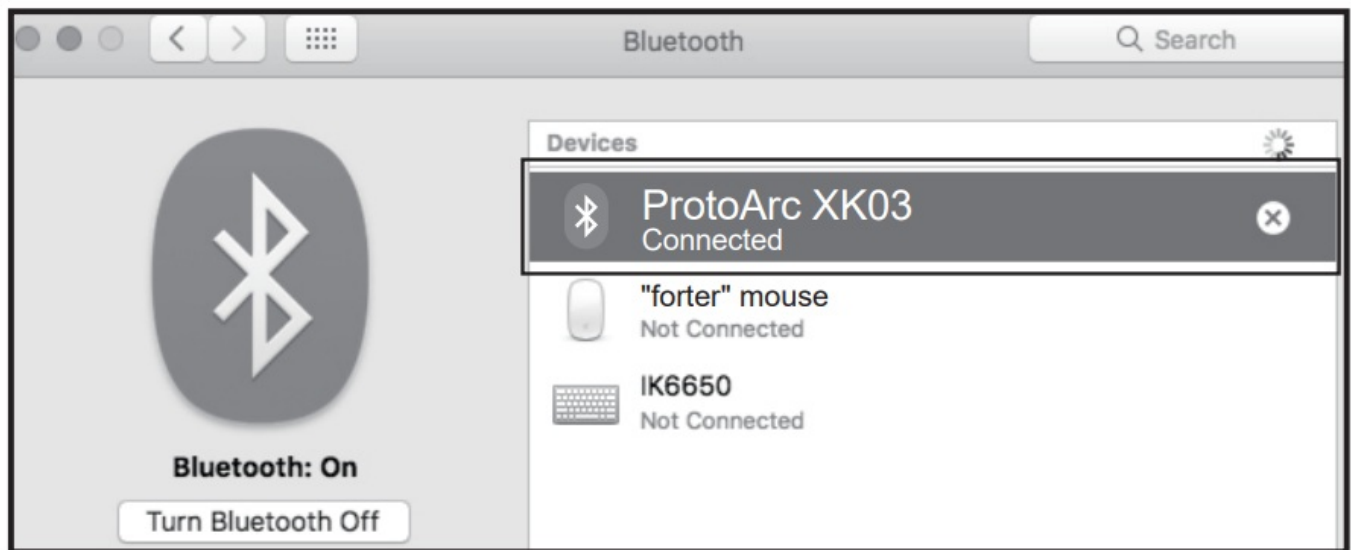 Bluetooth
Search
Devices
ProtoArc XK03
Connected
"forter" mouse
Not Connected
IK6650
Not Connected
Bluetooth: On
Turn Bluetooth Off